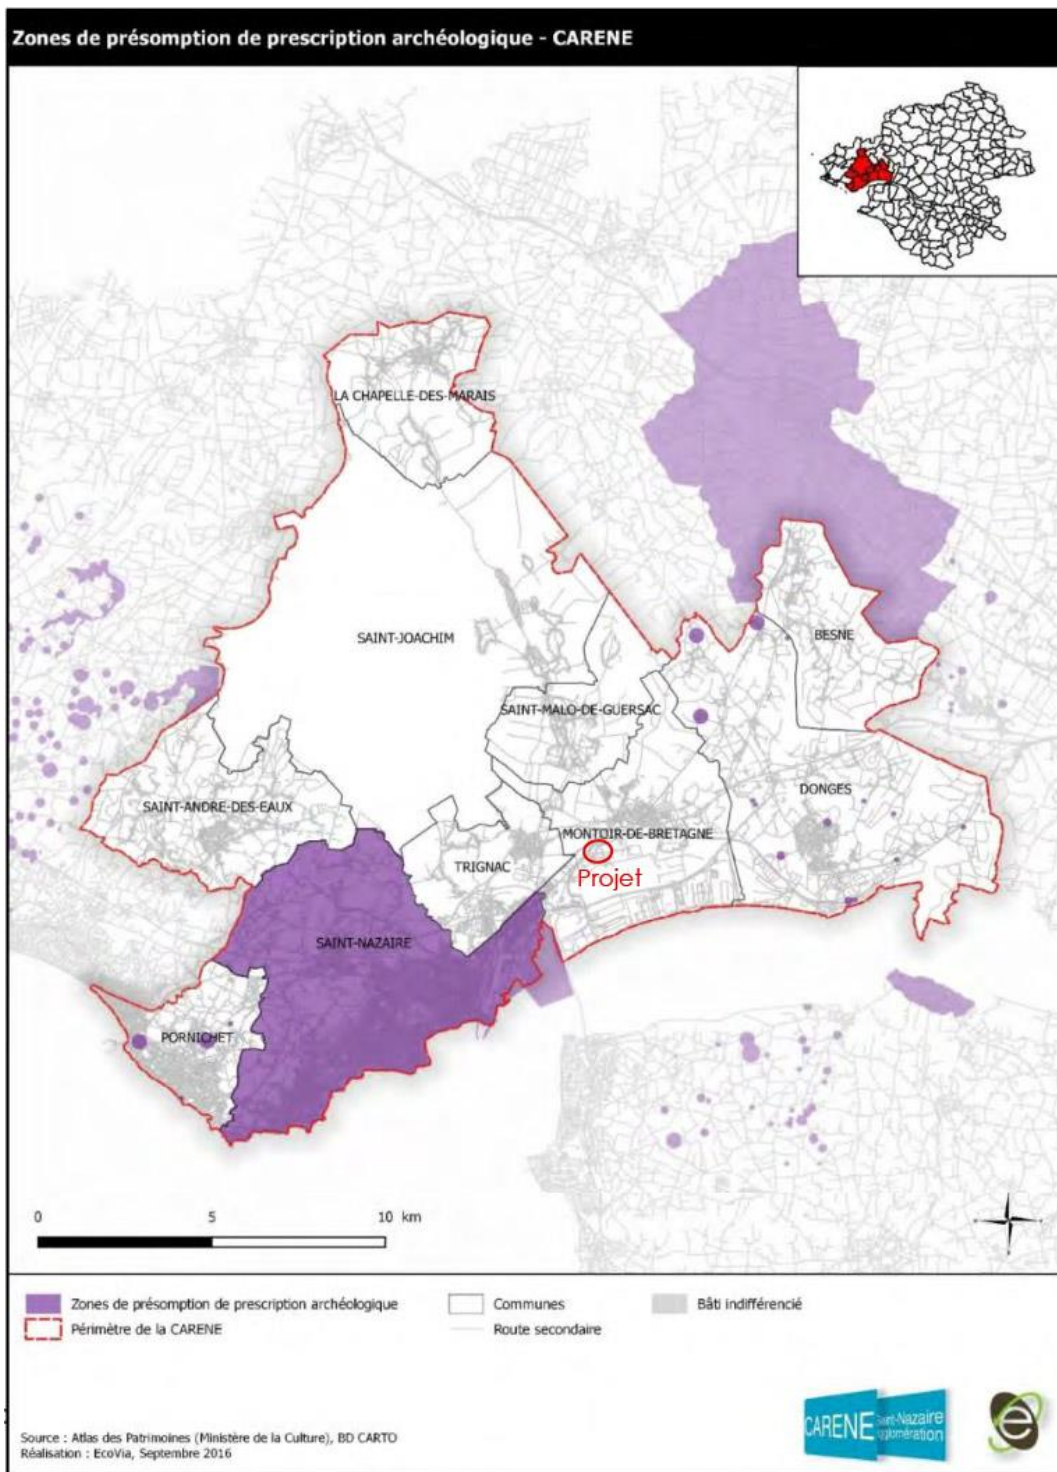 Zones de présomption de prescription archéologique - CARENE
LA CHAPELLE-DES-MARAIS
SAINT-JOACHIM
BESNE
SAINT-MALO-DE-GUERSAC
SAINT-ANDRE-DES-EAUX
DONGES
MONTOIR-DE-BRETAGNE
TRIGNAC
Projet
SAINT-NAZAIRE
PORNICHET
0 5 10 km
Zones de présomption de prescription archéologique
Communes
Bâti indifférencié
Périmètre de la CARENE
Route secondaire
CARENE Saint-Nazaire
agglomération
e
Source : Atlas des Patrimoines (Ministère de la Culture), BD CARTO
Réalisation : EcoVia, Septembre 2016